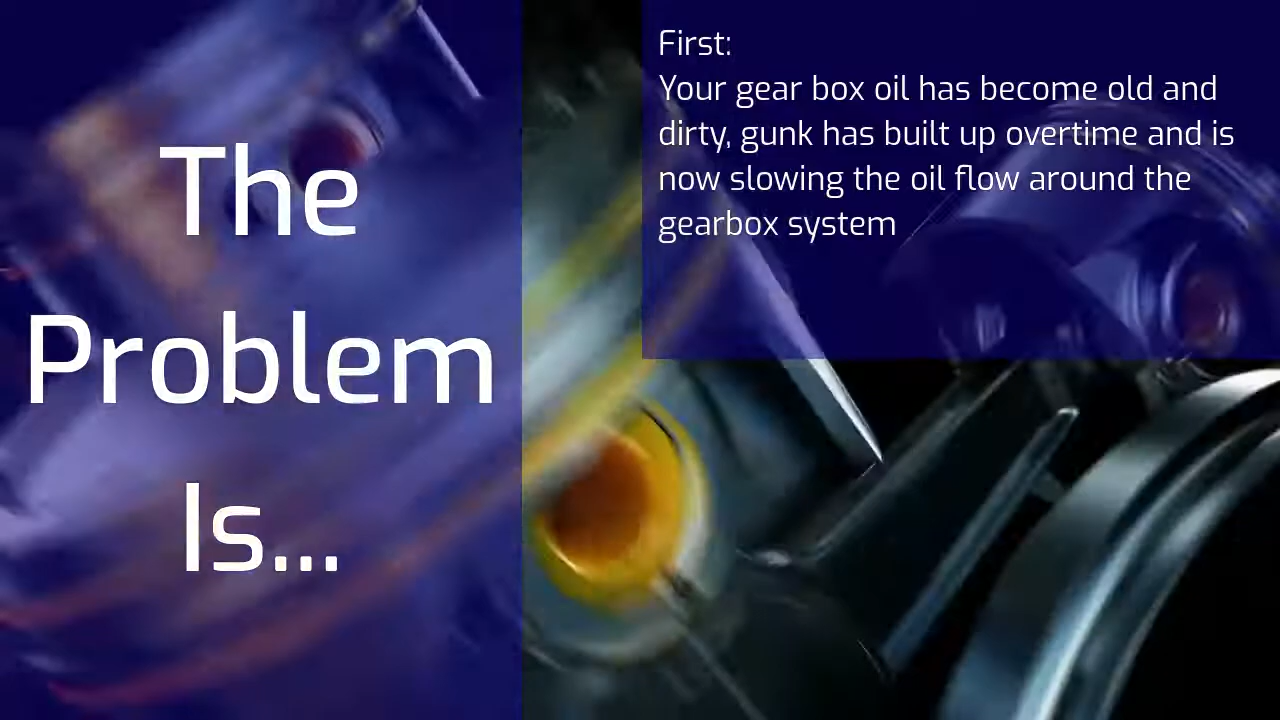 The
Problem
Is...
First:
Your gear box oil has become old and
dirty, gunk has built up overtime and is
now slowing the oil flow around the
gearbox system